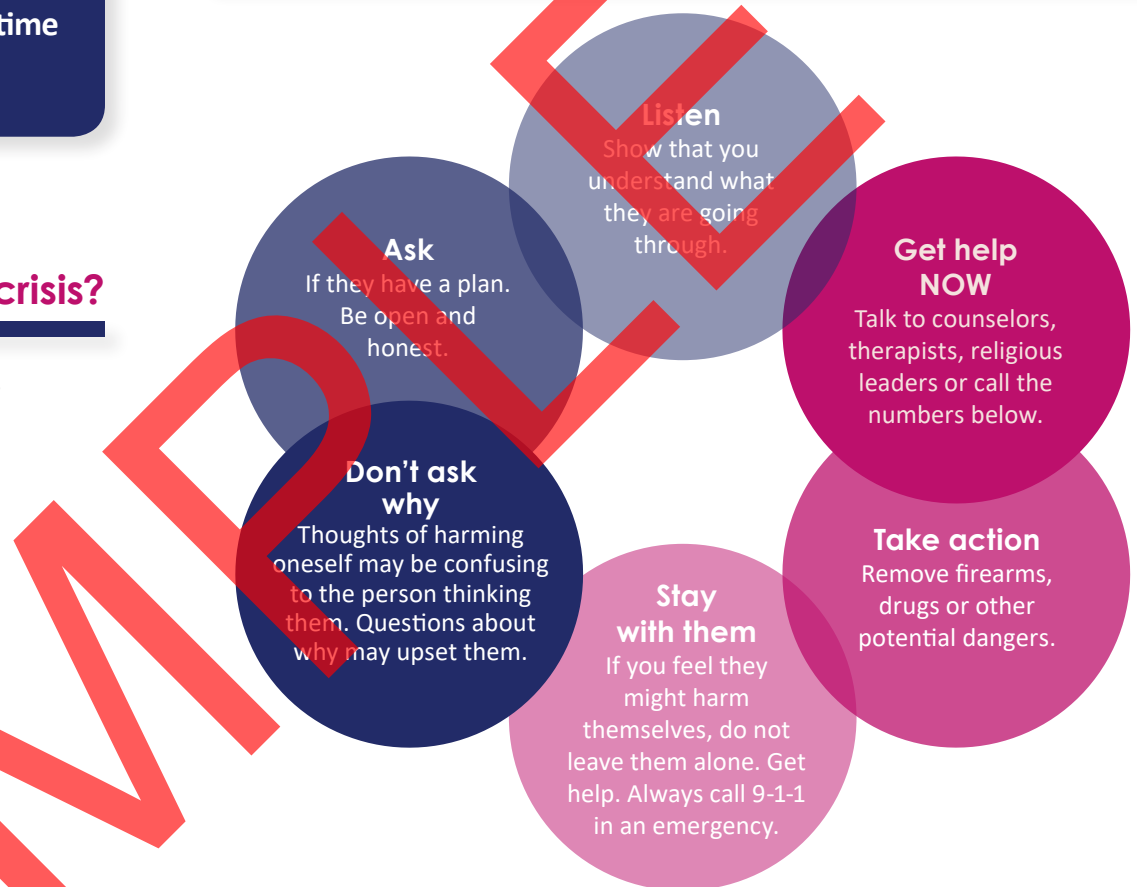 time
crisis?
Listen
Show that you
understand what
they are going
through.
Ask
If they have a plan.
Be open and
honest.
Get help
NOW
Talk to counselors,
therapists, religious
leaders or call the
numbers below.
Don't ask
why
Thoughts of harming
oneself may be confusing
to the person thinking
them. Questions about
why may upset them.
Take action
Remove firearms,
drugs or other
potential dangers.
Stay
with them
If you feel they
might harm
themselves, do not
leave them alone. Get
help. Always call 9-1-1
in an emergency.
MPLE